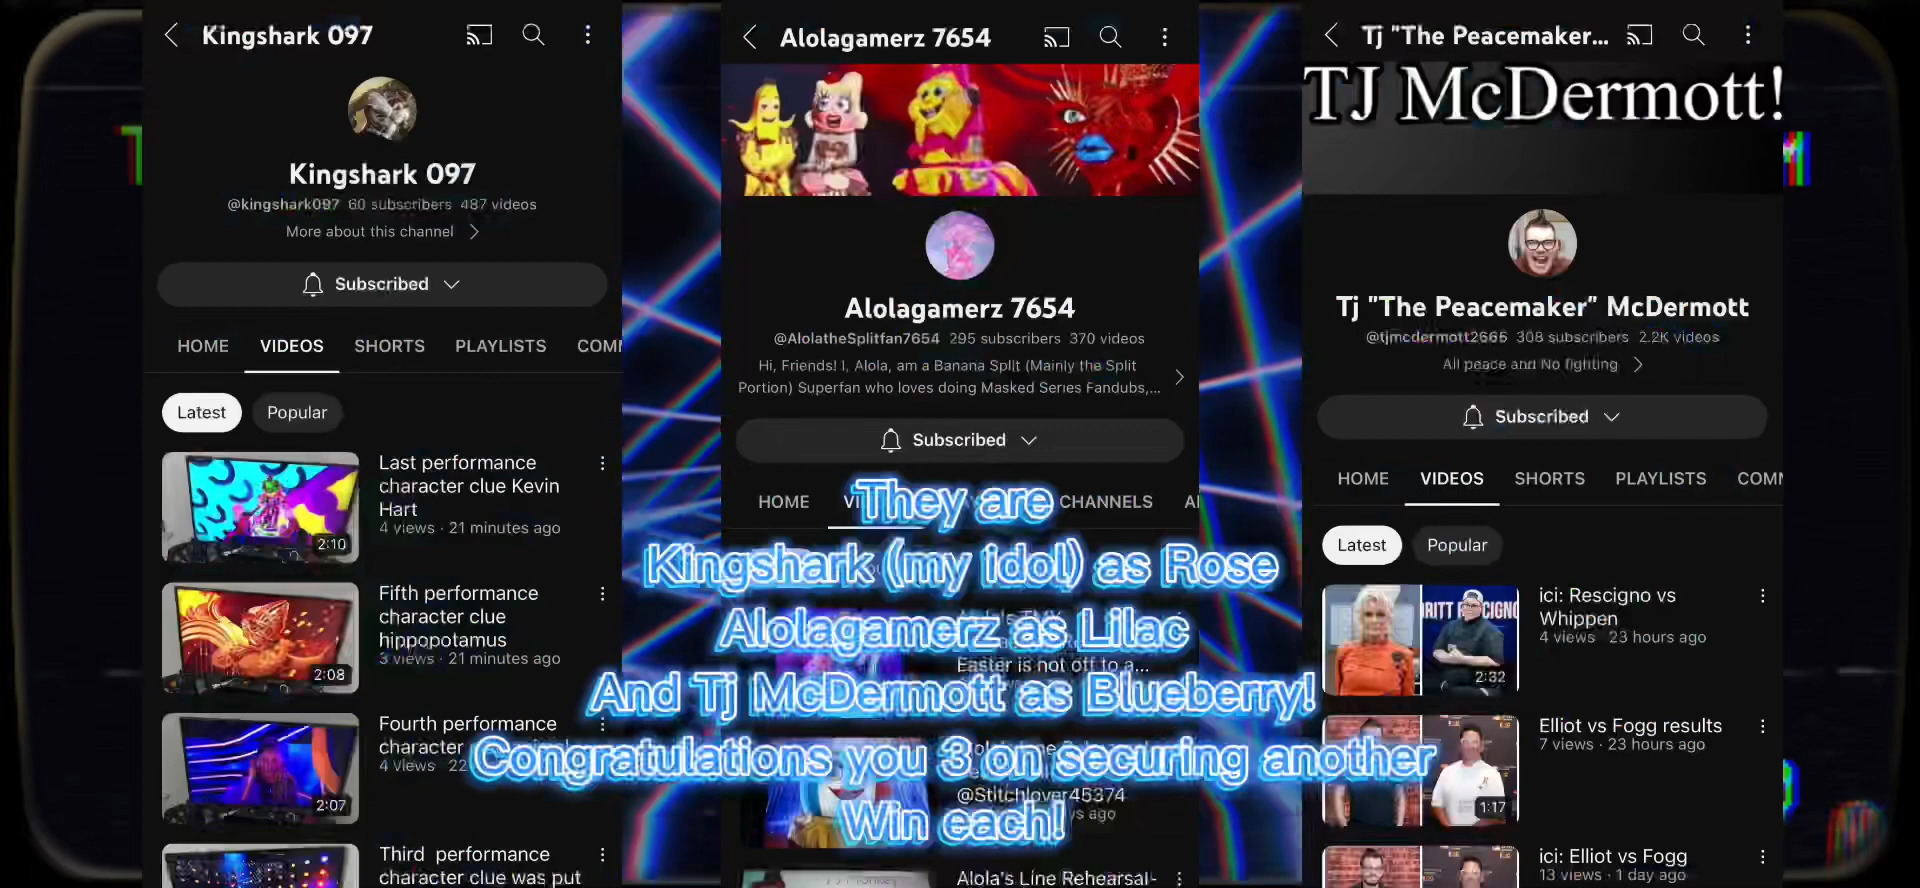 Kingshark 097
Kingshark 097
@kingshark097 60 subscribers 487 videos
More about this channel
Subscribed
HOME VIDEOS SHORTS PLAYLISTS COMM
Latest Popular
Last performance
character clue Kevin
Hart
4 views · 21 minutes ago
2:10
Fifth performance
character clue
hippopotamus
3 views · 21 minutes ago
2:08
Fourth performance
character
4 views · 22
2:07
Third performance
character clue was put
Alolagamerz 7654
Alolagamerz 7654
@AlolatheSplitfan7654 295 subscribers 370 videos
Hi, Friends! I, Alola, am a Banana Split (Mainly the Split
Portion) Superfan who loves doing Masked Series Fandubs,...
Subscribed
HOME CHANNELS
Easter is not off to a...
@Stitchlover45374
Alola's Line Rehearsal-
Tj "The Peacemaker...
TJ McDermott!
Tj "The Peacemaker" McDermott
@tjmcdermott2665 308 subscribers 2.2K videos
All peace and No fighting
Subscribed
HOME VIDEOS SHORTS PLAYLISTS COMM
Latest Popular
ici: Rescigno vs
Whippen
4 views · 23 hours ago
2:32
Elliot vs Fogg results
7 views · 23 hours ago
1:17
ici: Elliot vs Fogg
13 views · 1 day ago
They are
Kingshark (my idol) as Rose
Alolagamerz as Lilac
And Tj McDermott as Blueberry!
Congratulations you 3 on securing another
Win each!